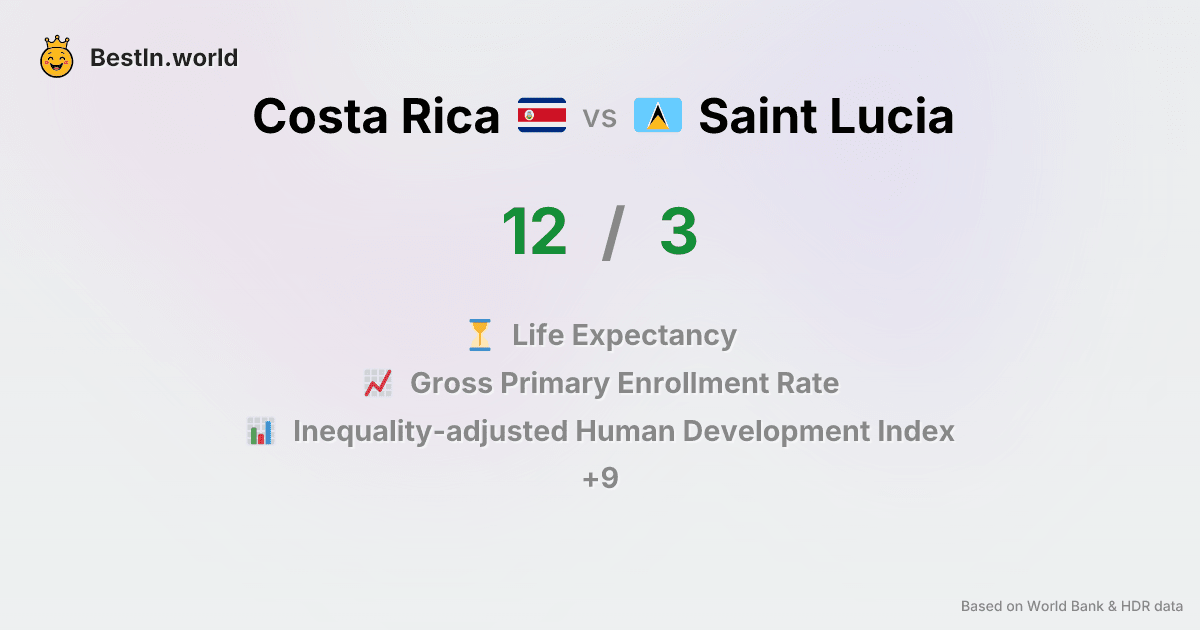 BestIn.world
Costa Rica vs Saint Lucia
12 / 3
Life Expectancy
Gross Primary Enrollment Rate
Inequality-adjusted Human Development Index
+9
Based on World Bank & HDR data